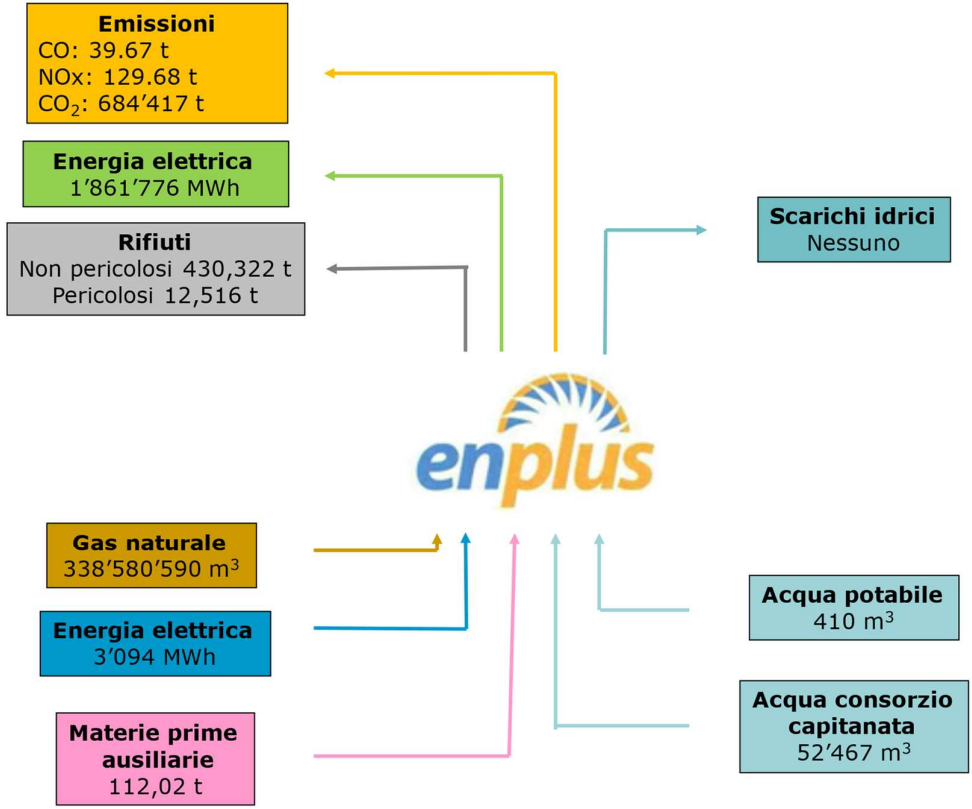 Emissioni
CO: 39.67 t
NOx: 129.68 t
CO₂: 684’417 t
Energia elettrica
1’861’776 MWh
Rifiuti
Non pericolosi 430,322 t
Pericolosi 12,516 t
Scarichi idrici
Nessuno
enplus
Gas naturale
338’580’590 m³
Energia elettrica
3’094 MWh
Materie prime
ausiliarie
112,02 t
Acqua potabile
410 m³
Acqua consorzio
capitanata
52’467 m³